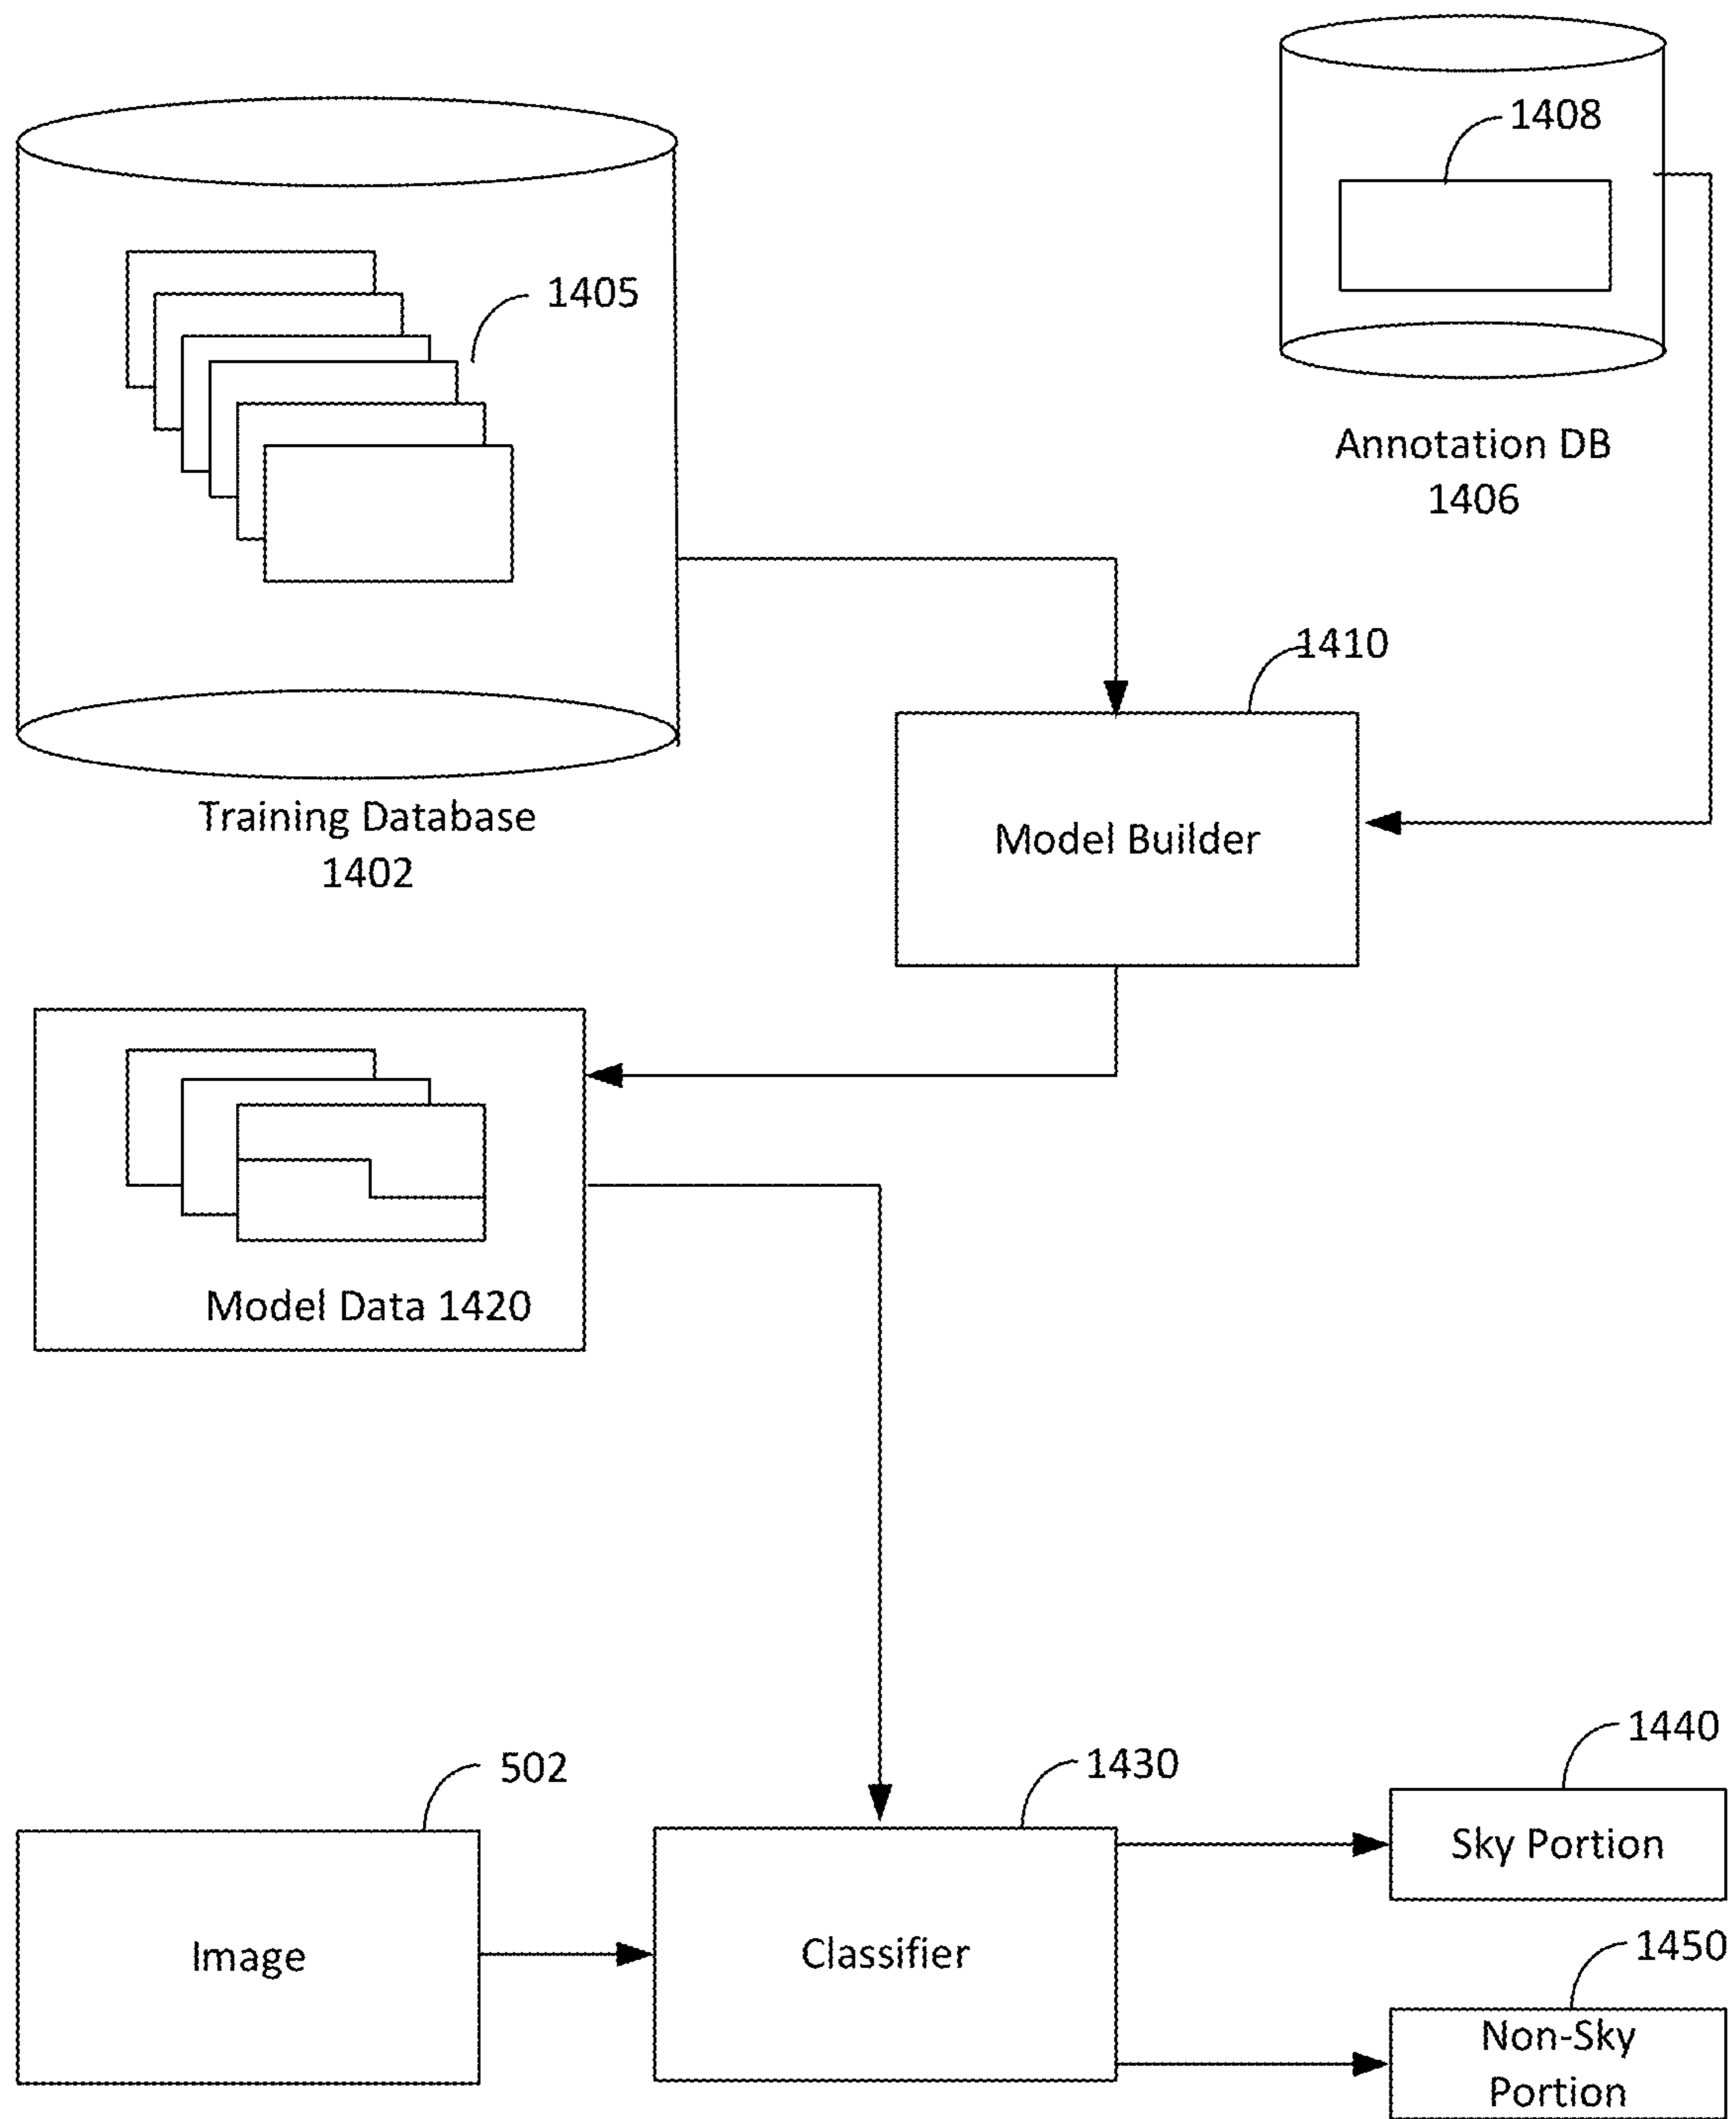 1408
1405
Annotation DB
1406
1410
Training Database
1402
Model Builder
Model Data 1420
1440
502
1430
Sky Portion
Image
Classifier
1450
Non-Sky
Portion